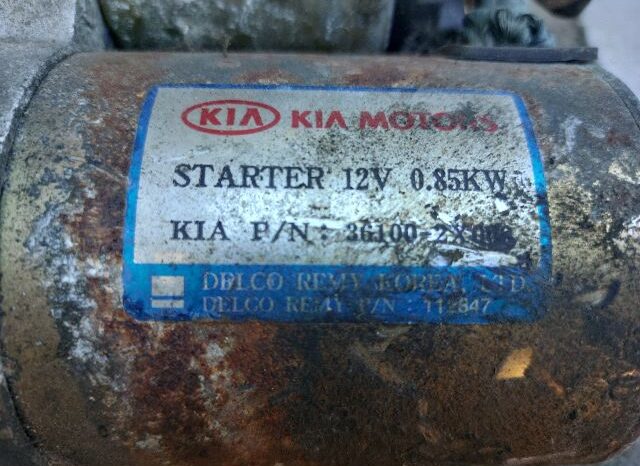 KIA KIA MOTORS
STARTER 12V 0.85KW
KIA P/N :
DELCO REMY KOREA, LTD
DELCO REMY P/N :